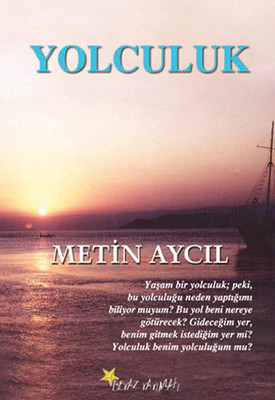 YOLCULUK
METİN AYCIL
Yaşam bir yolculuk; peki,
bu yolculuğu neden yaptığımı
biliyor muyum? Bu yol beni nereye
götürecek? Gideceğim yer,
benim gitmek istediğim yer mi?
Yolculuk benim yolculuğum mu?
BEYAZ YAYINLARI